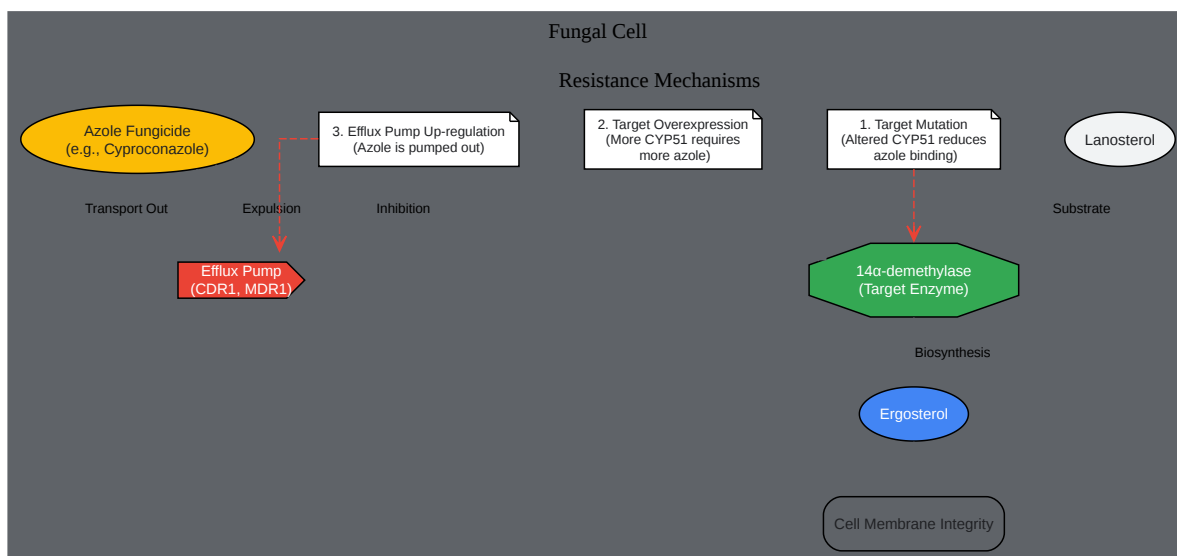 Fungal Cell
Resistance Mechanisms
Azole Fungicide
(e.g., Cyproconazole)
3. Efflux Pump Up-regulation
(Azole is pumped out)
2. Target Overexpression
(More CYP51 requires
more azole)
1. Target Mutation
(Altered CYP51 reduces
azole binding)
Lanosterol
Transport Out
Expulsion
Inhibition
Substrate
Efflux Pump
(CDR1, MDR1)
14α-demethylase
(Target Enzyme)
Biosynthesis
Ergosterol
Cell Membrane Integrity